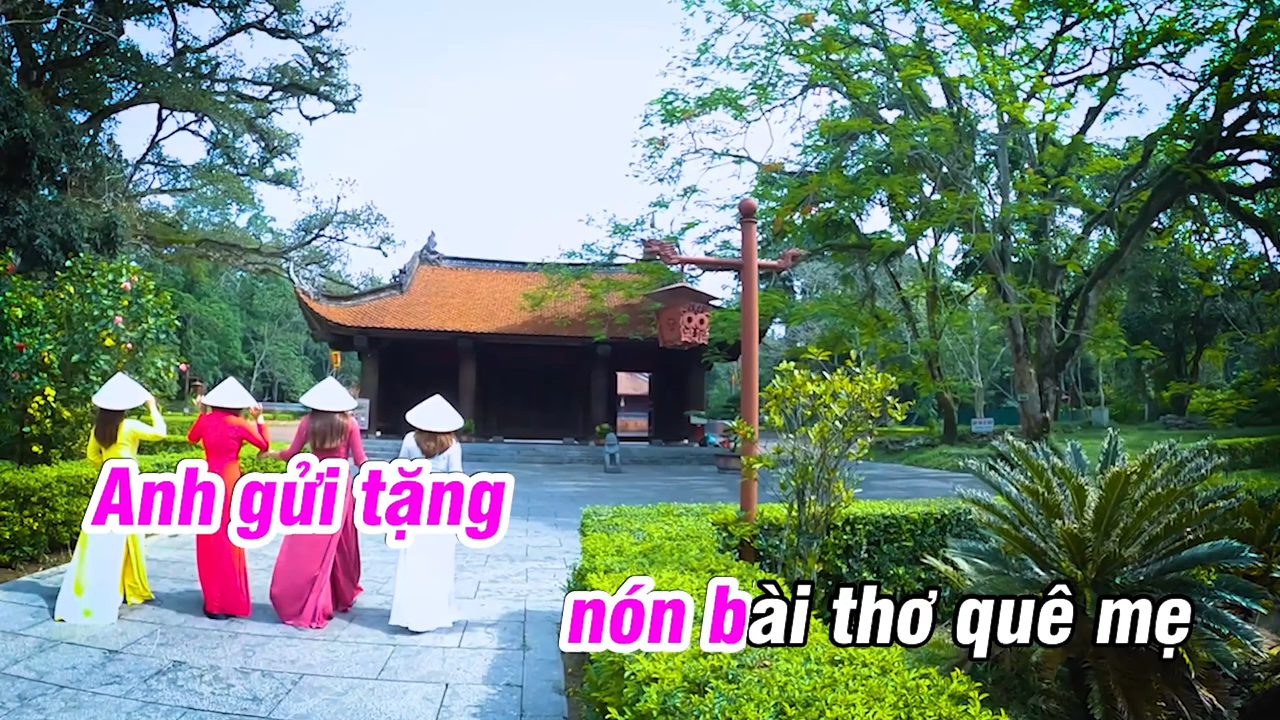 Anh gửi tặng
nón bài thơ quê mẹ